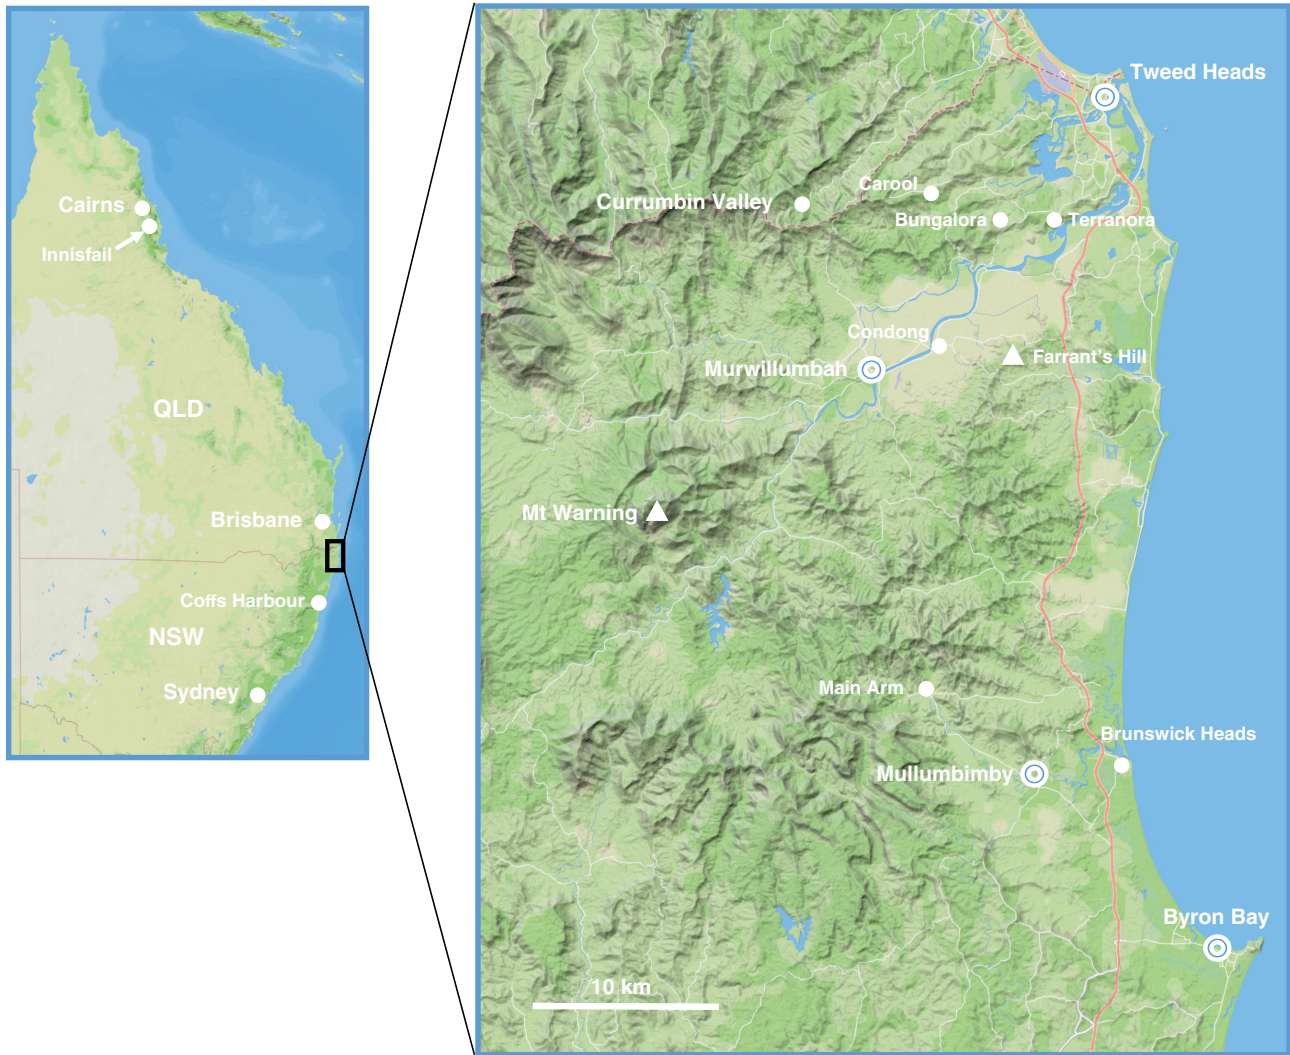 Cairns
Innisfail
QLD
Brisbane
Coffs Harbour
NSW
Sydney
Tweed Heads
Carool
Currumbin Valley
Bungalora
Terranora
Condong
Farrant's Hill
Murwillumbah
Mt Warning
Main Arm
Brunswick Heads
Mullumbimby
Byron Bay
10 km